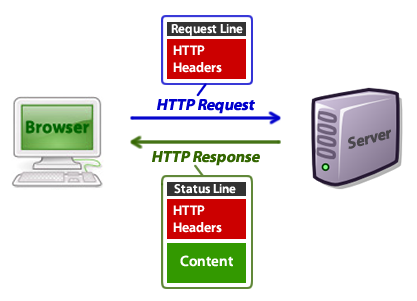 Request Line
HTTP
Headers
HTTP Request
Browser
Server
HTTP Response
Status Line
HTTP
Headers
Content